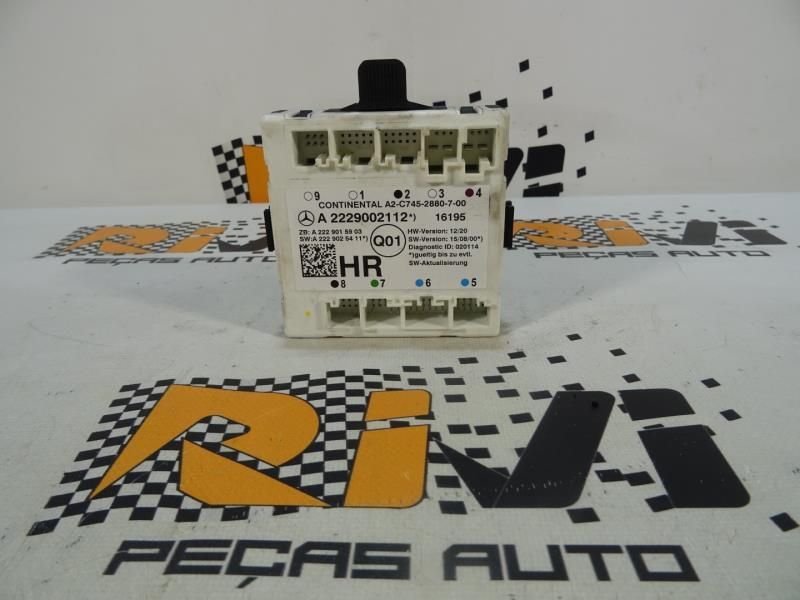 9 1 2 3 4
CONTINENTAL A2-C745-2880-7-00
A 2229002112*) 16195
ZB: A 222 901 59 03
SW:A 222 902 54 11*)
Q01
HW-Version: 12/20
SW-Version: 15/08/00*)
Diagnostic ID: 020114
*)gueltig bis zu evtl.
SW-Aktualisierung
HR
8 7 6 5
PEÇAS AUTO
PEÇAS AUTO
RiVi
PEÇAS AUTO